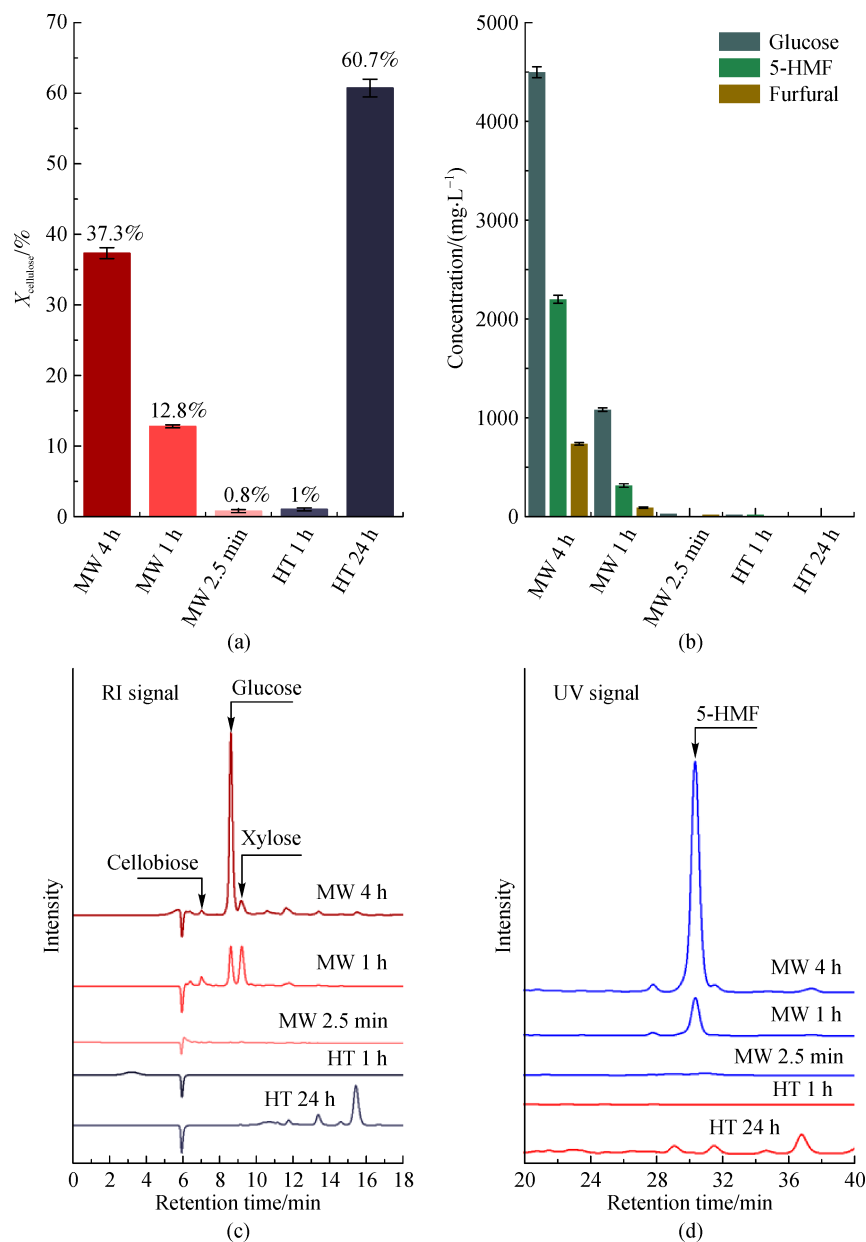 70
60
50
40
30
20
10
0
X cellulose/%
37.3%
12.8%
0.8%
1%
60.7%
MW 4 h
MW 1 h
MW 2.5 min
HT 1 h
HT 24 h
(a)
5000
4000
3000
2000
1000
0
Concentration/(mg·L⁻¹)
Glucose
5-HMF
Furfural
MW 4 h
MW 1 h
MW 2.5 min
HT 1 h
HT 24 h
(b)
RI signal
Glucose
Xylose
Cellobiose
MW 4 h
MW 1 h
MW 2.5 min
HT 1 h
HT 24 h
Intensity
0 2 4 6 8 10 12 14 16 18
Retention time/min
(c)
UV signal
5-HMF
MW 4 h
MW 1 h
MW 2.5 min
HT 1 h
HT 24 h
Intensity
20 24 28 32 36 40
Retention time/min
(d)